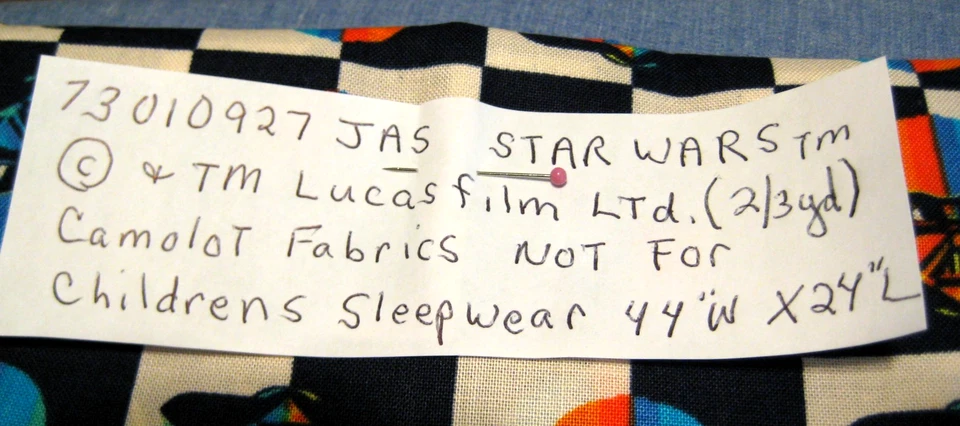 73010927 JAS STAR WARS TM
© & TM Lucasfilm LTd. (2/3yd)
Camolot Fabrics NOT For
Childrens Sleepwear 44"W X24"L